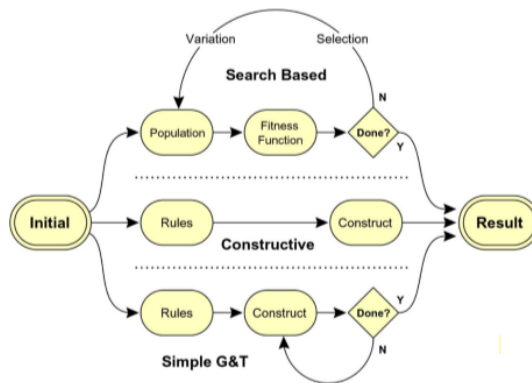 Variation
Selection
Search Based
N
Population
Fitness
Function
Done?
Y
Initial
Rules
Construct
Result
Constructive
Rules
Construct
Done?
Y
N
Simple G&T